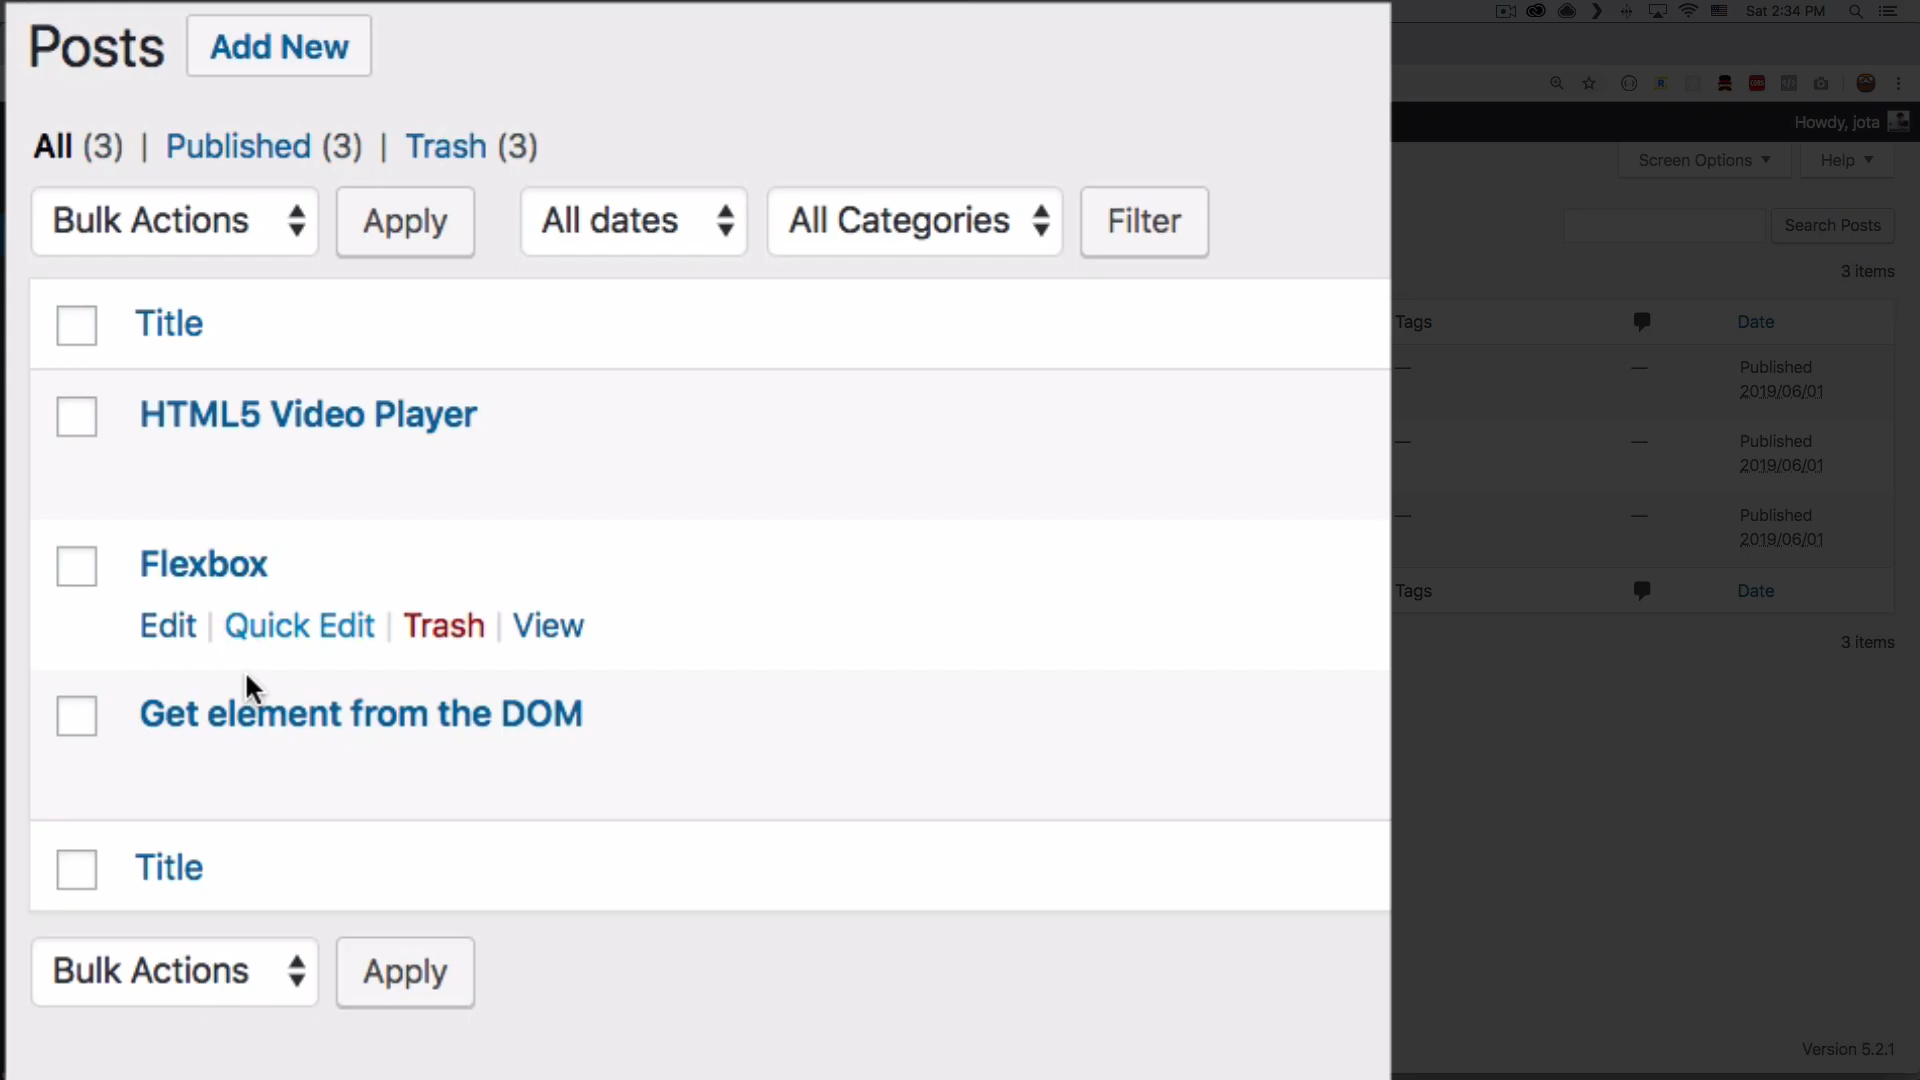 Sat 2:34 PM
Posts Add New
Howdy, jota
Screen Options Help
All (3) | Published (3) | Trash (3)
Bulk Actions Apply All dates All Categories Filter
Search Posts
3 items
Title Tags Date
HTML5 Video Player — — Published
2019/06/01
Flexbox — — Published
2019/06/01
Edit | Quick Edit | Trash | View
Get element from the DOM — — Published
2019/06/01
Title Tags Date
3 items
Bulk Actions Apply
Version 5.2.1